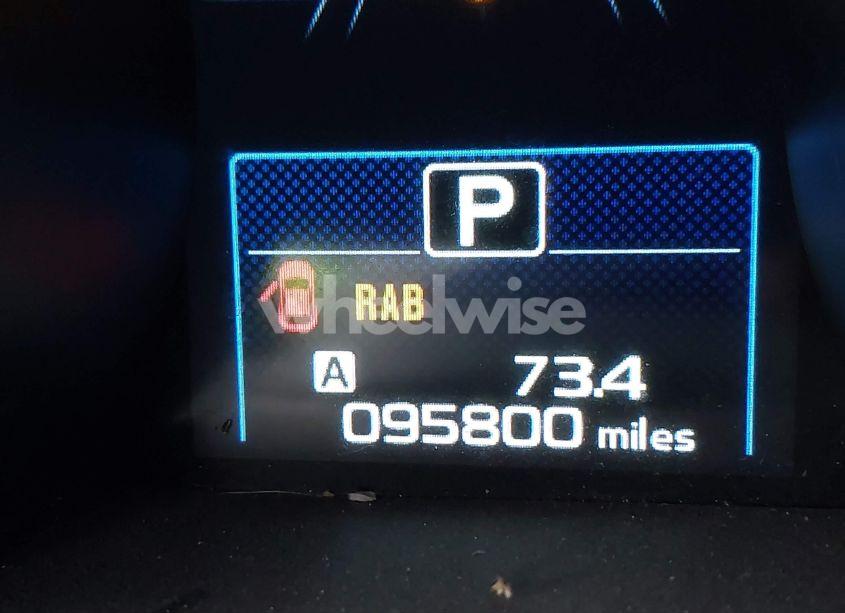 P
RAB
wheelwise
A 73.4
095800 miles